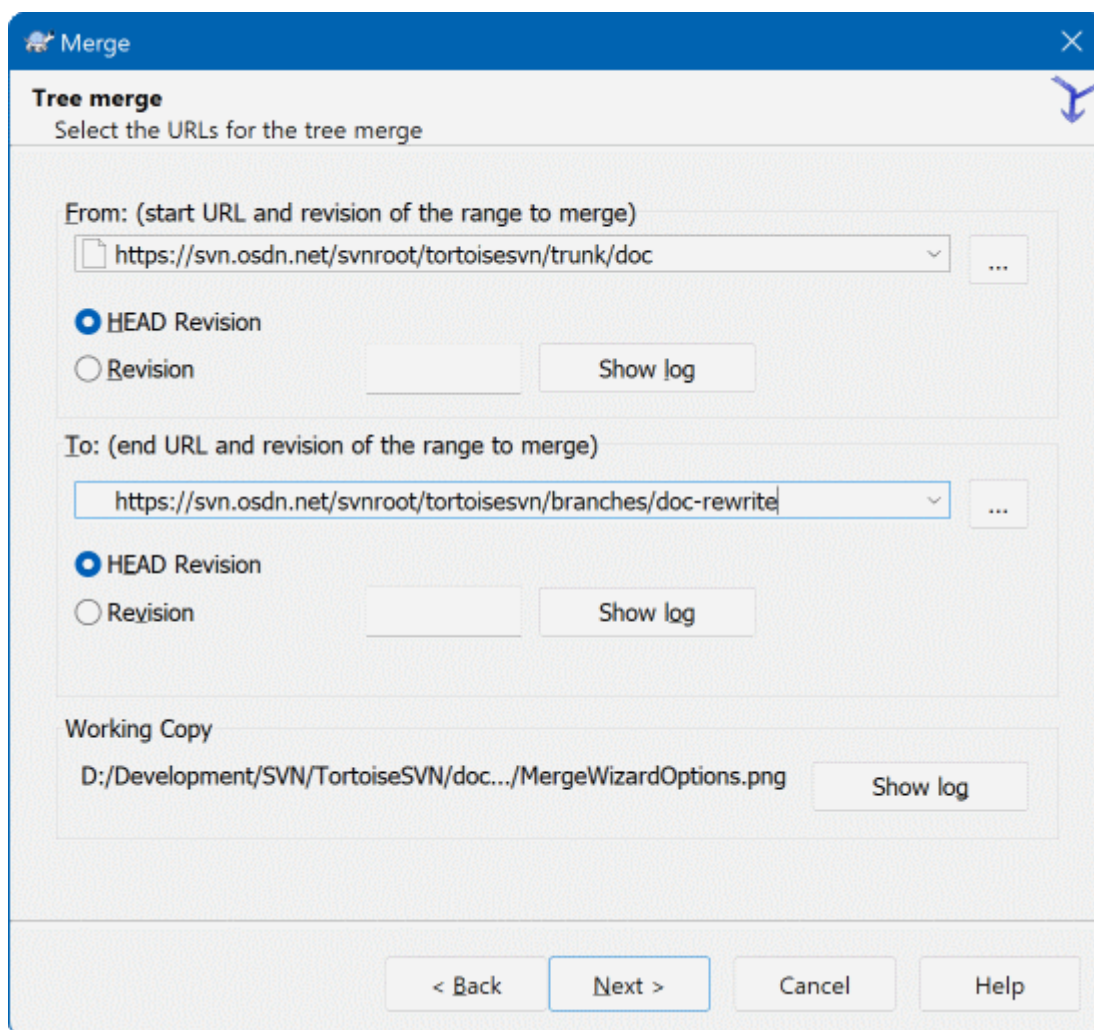 Merge
Tree merge
Select the URLs for the tree merge
From: (start URL and revision of the range to merge)
https://svn.osdn.net/svnroot/tortoisesvn/trunk/doc
...
HEAD Revision
Revision
Show log
To: (end URL and revision of the range to merge)
https://svn.osdn.net/svnroot/tortoisesvn/branches/doc-rewrite
...
HEAD Revision
Revision
Show log
Working Copy
D:/Development/SVN/TortoiseSVN/doc.../MergeWizardOptions.png
Show log
< Back
Next >
Cancel
Help